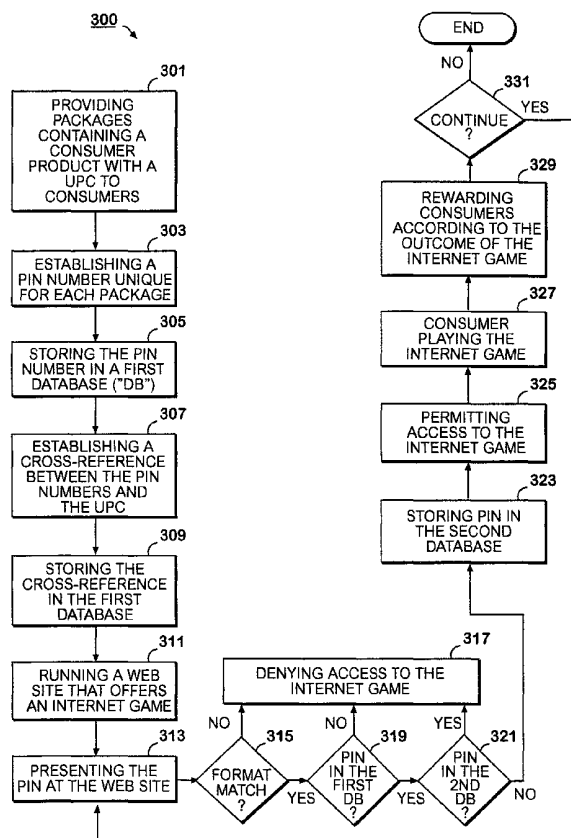 300
301
PROVIDING
PACKAGES
CONTAINING A
CONSUMER
PRODUCT WITH A
UPC TO
CONSUMERS
303
ESTABLISHING A
PIN NUMBER UNIQUE
FOR EACH PACKAGE
305
STORING THE PIN
NUMBER IN A FIRST
DATABASE ("DB")
307
ESTABLISHING A
CROSS-REFERENCE
BETWEEN THE PIN
NUMBERS AND
THE UPC
309
STORING THE
CROSS-REFERENCE
IN THE FIRST
DATABASE
311
RUNNING A WEB
SITE THAT OFFERS
AN INTERNET GAME
313
PRESENTING THE
PIN AT THE WEB SITE
315
FORMAT
MATCH
?
NO
YES
317
DENYING ACCESS TO THE
INTERNET GAME
319
PIN
IN THE
FIRST
DB
?
NO
YES
321
PIN
IN THE
2ND
DB
?
YES
NO
323
STORING PIN IN
THE SECOND
DATABASE
325
PERMITTING
ACCESS TO THE
INTERNET GAME
327
CONSUMER
PLAYING THE
INTERNET GAME
329
REWARDING
CONSUMERS
ACCORDING TO THE
OUTCOME OF THE
INTERNET GAME
331
CONTINUE
?
YES
NO
END